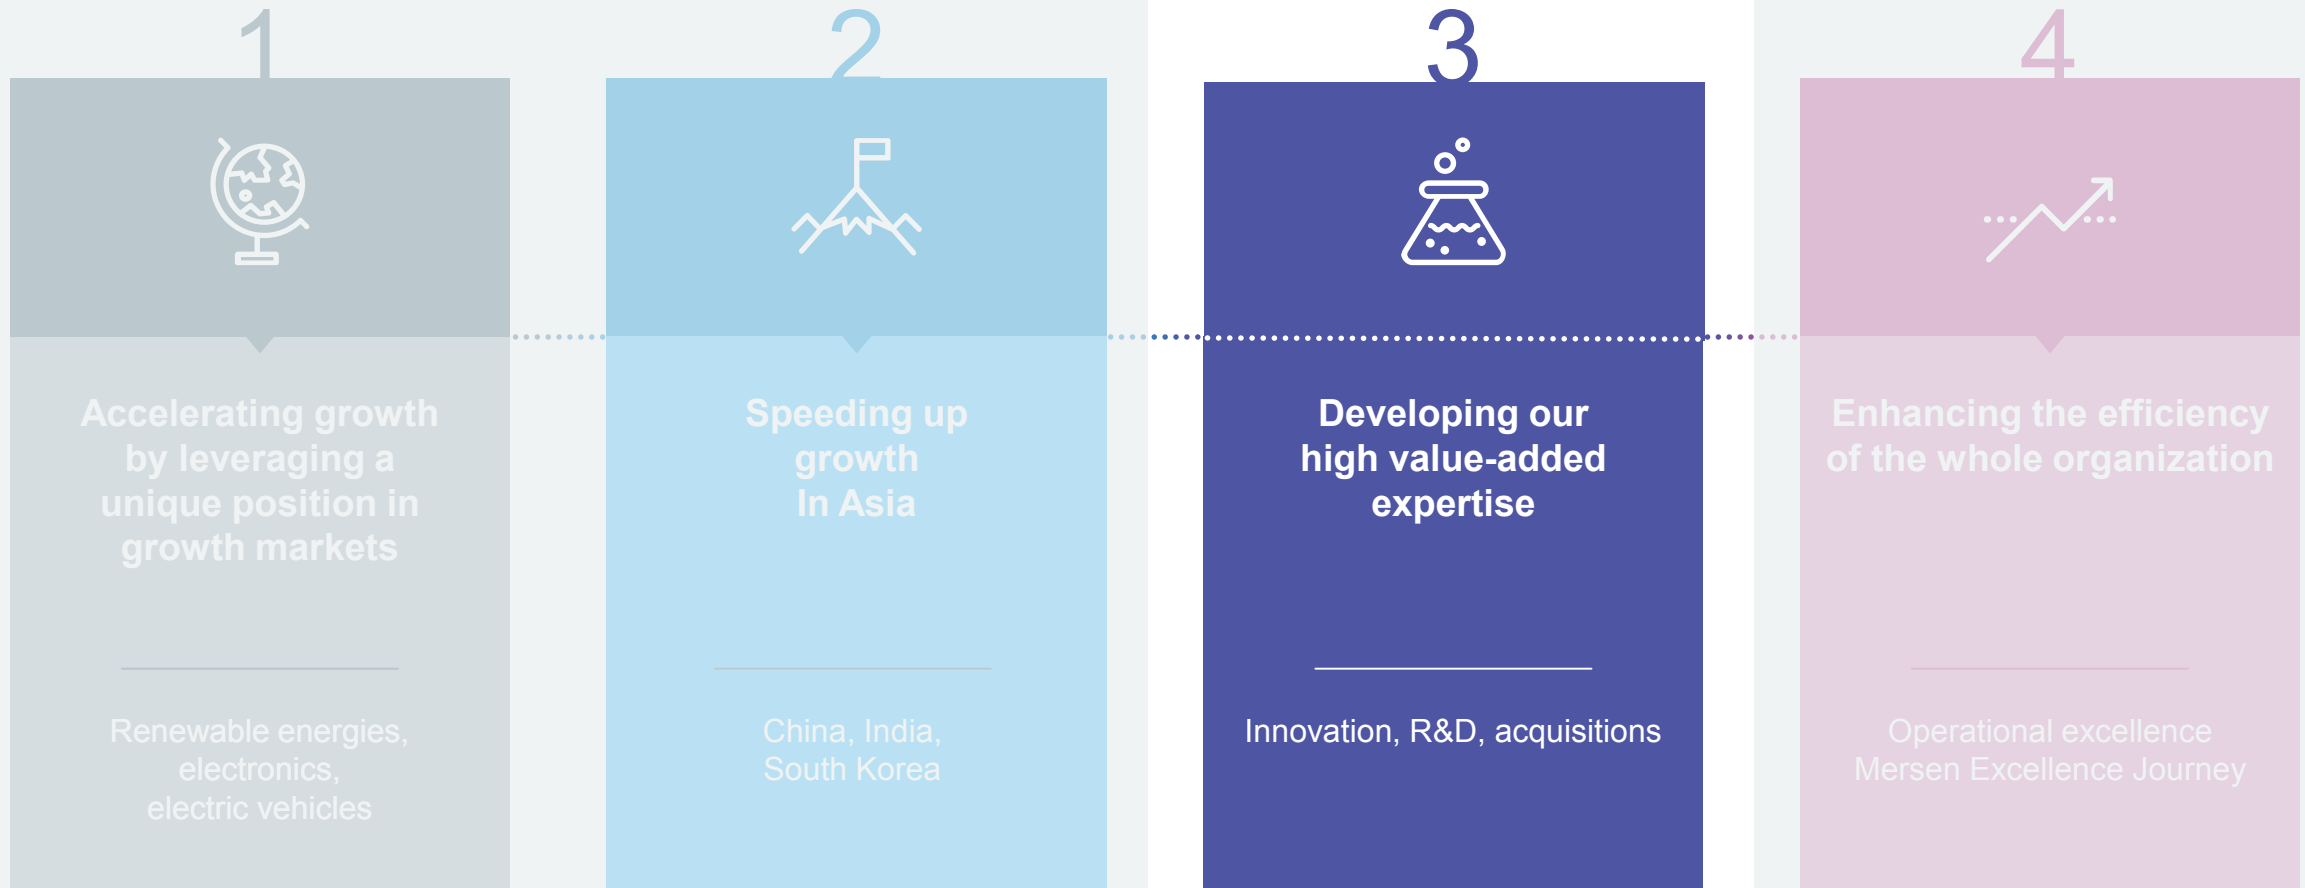 1
Accelerating growth
by leveraging a
unique position in
growth markets
Renewable energies,
electronics,
electric vehicles
2
Speeding up
growth
In Asia
China, India,
South Korea
3
Developing our
high value-added
expertise
Innovation, R&D, acquisitions
4
Enhancing the efficiency
of the whole organization
Operational excellence
Mersen Excellence Journey